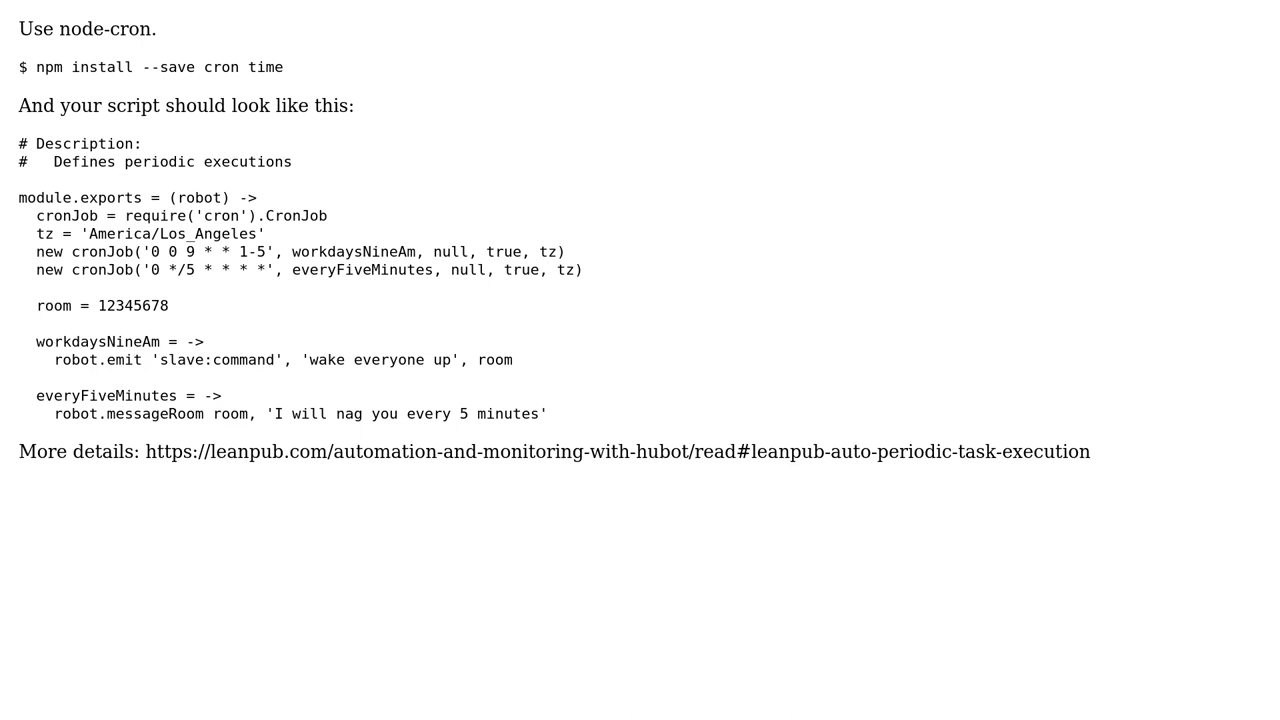 Use node-cron.
$ npm install --save cron time
And your script should look like this:
# Description:
#   Defines periodic executions
module.exports = (robot) ->
  cronJob = require('cron').CronJob
  tz = 'America/Los_Angeles'
  new cronJob('0 0 9 * * 1-5', workdaysNineAm, null, true, tz)
  new cronJob('0 */5 * * * *', everyFiveMinutes, null, true, tz)
  room = 12345678
  workdaysNineAm = ->
    robot.emit 'slave:command', 'wake everyone up', room
  everyFiveMinutes = ->
    robot.messageRoom room, 'I will nag you every 5 minutes'
More details: https://leanpub.com/automation-and-monitoring-with-hubot/read#leanpub-auto-periodic-task-execution